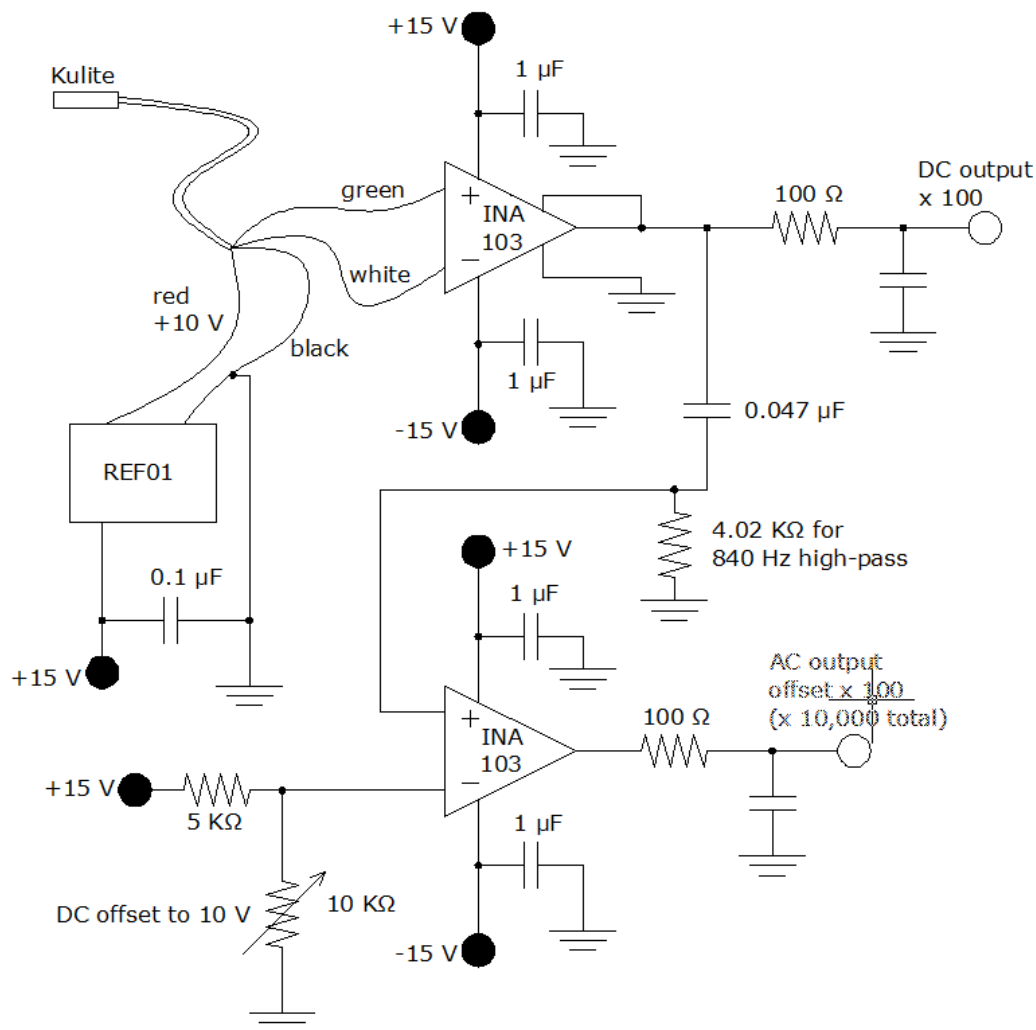 +15 V
1 µF
Kulite
DC output
x 100
green
+
INA
103
−
100 Ω
white
red
+10 V
black
1 µF
-15 V
0.047 µF
REF01
+15 V
4.02 KΩ for
840 Hz high-pass
0.1 µF
1 µF
+15 V
AC output
offset x 100
(x 10,000 total)
100 Ω
+
INA
103
−
+15 V
5 KΩ
1 µF
DC offset to 10 V
10 KΩ
-15 V